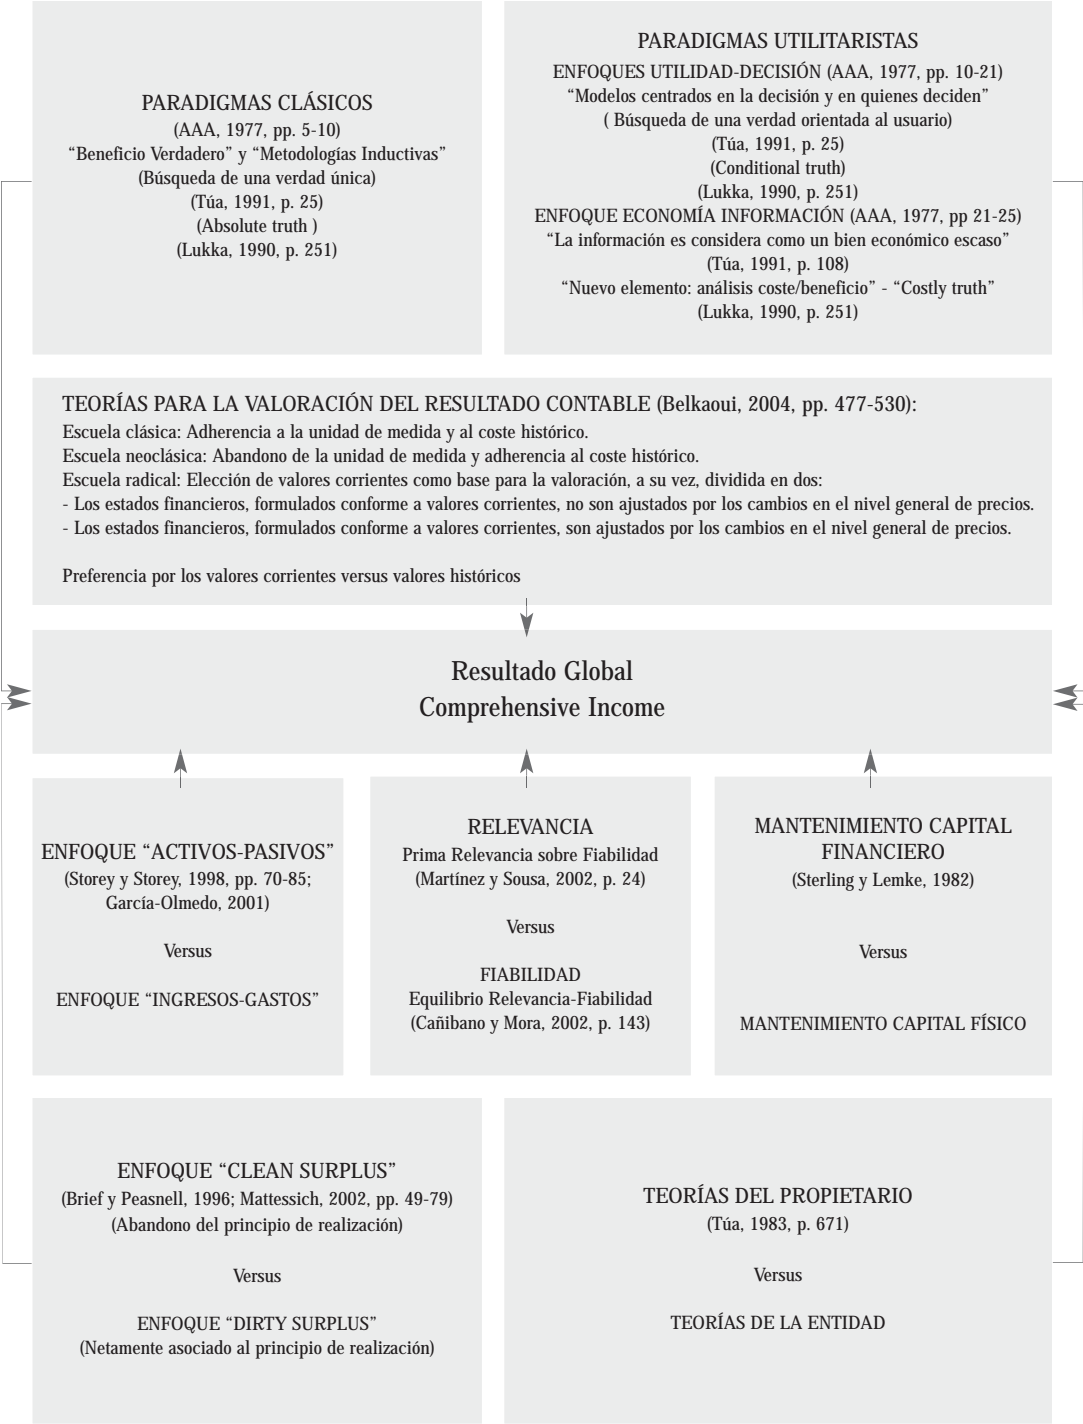 PARADIGMAS CLÁSICOS
(AAA, 1977, pp. 5-10)
“Beneficio Verdadero” y “Metodologías Inductivas”
(Búsqueda de una verdad única)
(Túa, 1991, p. 25)
(Absolute truth )
(Lukka, 1990, p. 251)
PARADIGMAS UTILITARISTAS
ENFOQUES UTILIDAD-DECISIÓN (AAA, 1977, pp. 10-21)
“Modelos centrados en la decisión y en quienes deciden”
( Búsqueda de una verdad orientada al usuario)
(Túa, 1991, p. 25)
(Conditional truth)
(Lukka, 1990, p. 251)
ENFOQUE ECONOMÍA INFORMACIÓN (AAA, 1977, pp 21-25)
“La información es considera como un bien económico escaso”
(Túa, 1991, p. 108)
“Nuevo elemento: análisis coste/beneficio” - “Costly truth”
(Lukka, 1990, p. 251)
TEORÍAS PARA LA VALORACIÓN DEL RESULTADO CONTABLE (Belkaoui, 2004, pp. 477-530):
Escuela clásica: Adherencia a la unidad de medida y al coste histórico.
Escuela neoclásica: Abandono de la unidad de medida y adherencia al coste histórico.
Escuela radical: Elección de valores corrientes como base para la valoración, a su vez, dividida en dos:
- Los estados financieros, formulados conforme a valores corrientes, no son ajustados por los cambios en el nivel general de precios.
- Los estados financieros, formulados conforme a valores corrientes, son ajustados por los cambios en el nivel general de precios.
Preferencia por los valores corrientes versus valores históricos
Resultado Global
Comprehensive Income
ENFOQUE “ACTIVOS-PASIVOS”
(Storey y Storey, 1998, pp. 70-85;
García-Olmedo, 2001)
Versus
ENFOQUE “INGRESOS-GASTOS”
RELEVANCIA
Prima Relevancia sobre Fiabilidad
(Martínez y Sousa, 2002, p. 24)
Versus
FIABILIDAD
Equilibrio Relevancia-Fiabilidad
(Cañibano y Mora, 2002, p. 143)
MANTENIMIENTO CAPITAL
FINANCIERO
(Sterling y Lemke, 1982)
Versus
MANTENIMIENTO CAPITAL FÍSICO
ENFOQUE “CLEAN SURPLUS”
(Brief y Peasnell, 1996; Mattessich, 2002, pp. 49-79)
(Abandono del principio de realización)
Versus
ENFOQUE “DIRTY SURPLUS”
(Netamente asociado al principio de realización)
TEORÍAS DEL PROPIETARIO
(Túa, 1983, p. 671)
Versus
TEORÍAS DE LA ENTIDAD